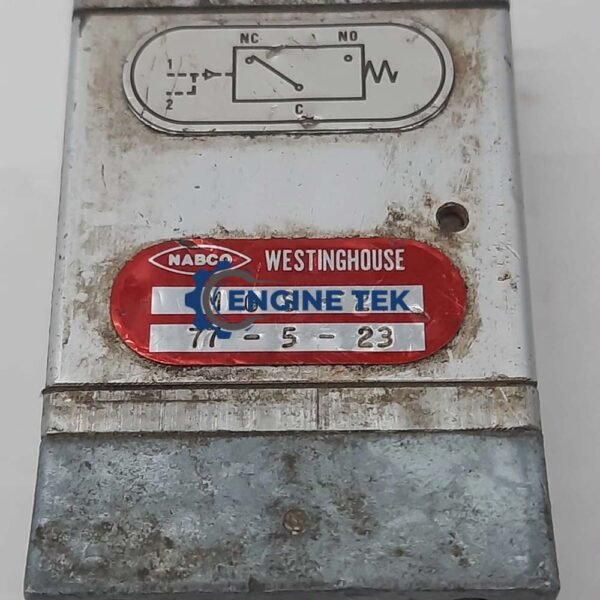 NC NO
1
2
C
NABCO WESTINGHOUSE
ENGINE TEK
77 - 5 - 23